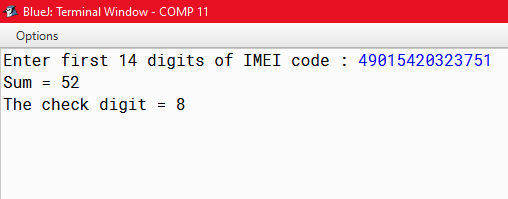 BlueJ: Terminal Window - COMP 11
Options
Enter first 14 digits of IMEI code : 49015420323751
Sum = 52
The check digit = 8